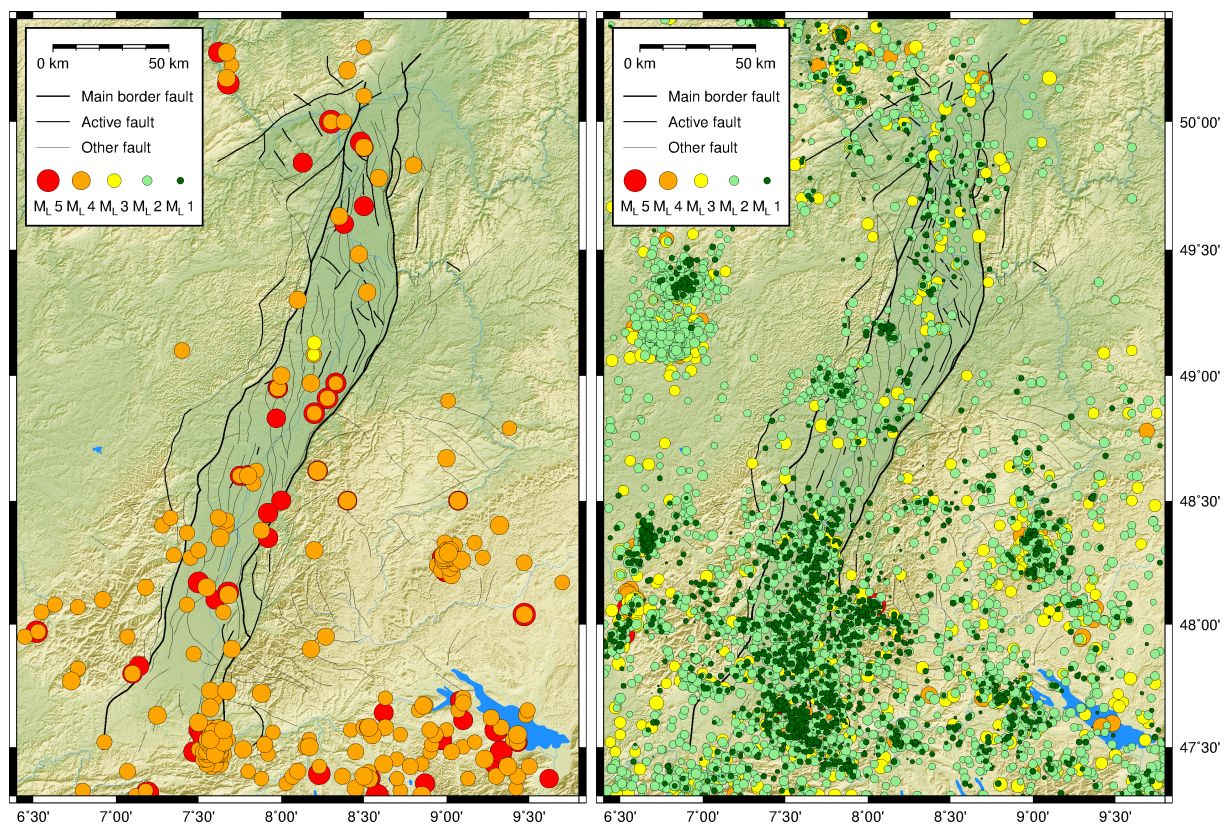 0 km 50 km
Main border fault
Active fault
Other fault
ML 5 ML 4 ML 3 ML 2 ML 1
0 km 50 km
Main border fault
Active fault
Other fault
ML 5 ML 4 ML 3 ML 2 ML 1
50°00'
49°30'
49°00'
48°30'
48°00'
47°30'
6°30' 7°00' 7°30' 8°00' 8°30' 9°00' 9°30'
6°30' 7°00' 7°30' 8°00' 8°30' 9°00' 9°30'